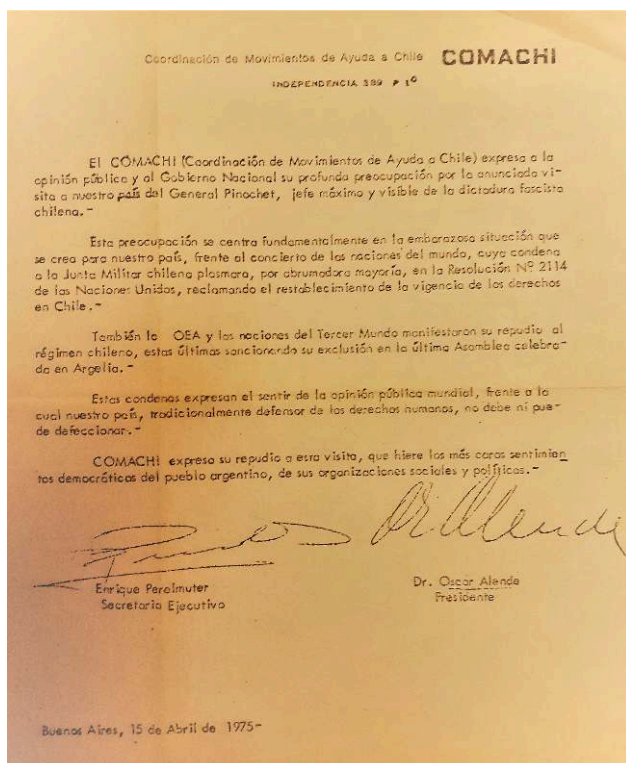 Coordinación de Movimientos de Ayuda a Chile COMACHI
INDEPENDENCIA 389 P 1º
El COMACHI (Coordinación de Movimientos de Ayuda a Chile) expresa a la
opinión pública y al Gobierno Nacional su profunda preocupación por la anunciada vi-
sita a nuestro país del General Pinochet, jefe máximo y visible de la dictadura fascista
chilena.-
Esta preocupación se centra fundamentalmente en la embarazosa situación que
se crea para nuestro país, frente al concierto de las naciones del mundo, cuya condena
a la Junta Militar chilena plasmara, por abrumadora mayoría, en la Resolución Nº 2114
de las Naciones Unidas, reclamando el restablecimiento de la vigencia de los derechos
en Chile.-
También la OEA y las naciones del Tercer Mundo manifestaron su repudio al
régimen chileno, estas últimas sancionando su exclusión en la última Asamblea celebra-
da en Argelia.-
Estas condenas expresan el sentir de la opinión pública mundial, frente a la
cual nuestro país, tradicionalmente defensor de los derechos humanos, no debe ni pue-
de defeccionar.-
COMACHI expresa su repudio a esta visita, que hiere los más caros sentimien
tos democráticos del pueblo argentino, de sus organizaciones sociales y políticas.-
Enrique Perelmuter
Secretario Ejecutivo
Dr. Oscar Alende
Presidente
Buenos Aires, 15 de Abril de 1975-